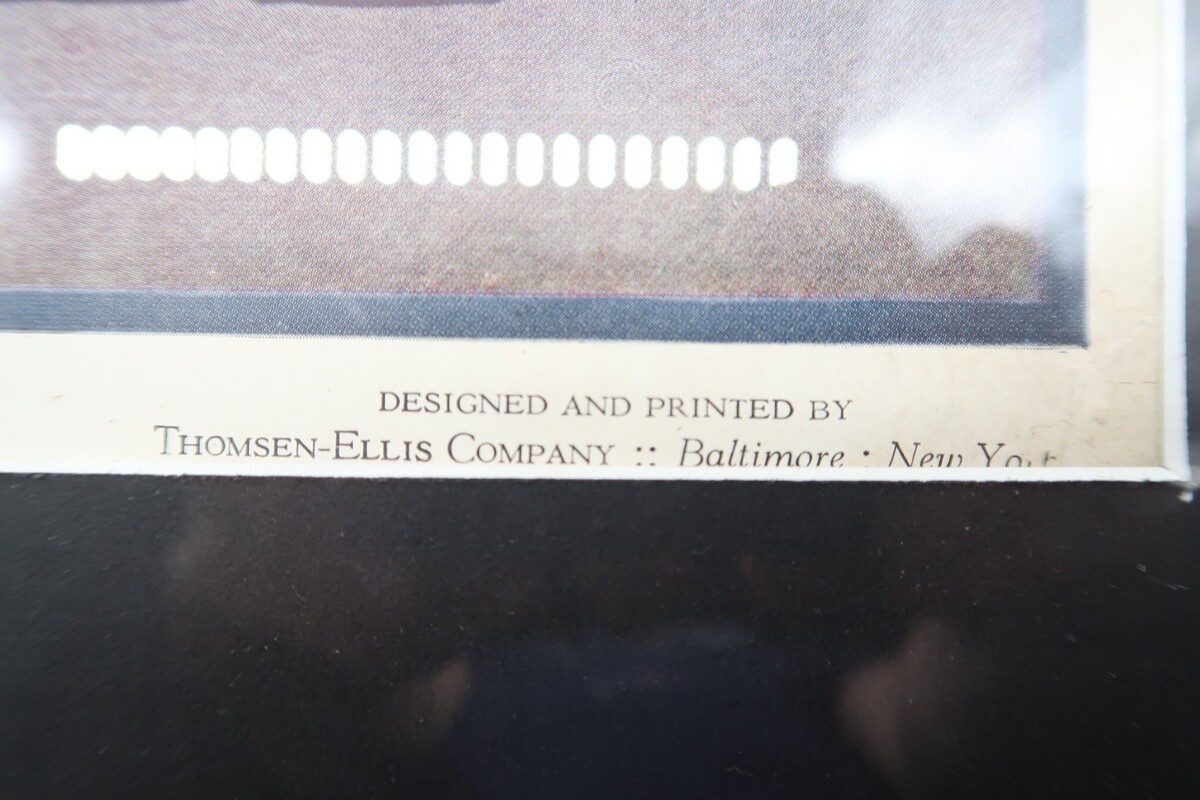 DESIGNED AND PRINTED BY
THOMSEN-ELLIS COMPANY :: Baltimore · New York